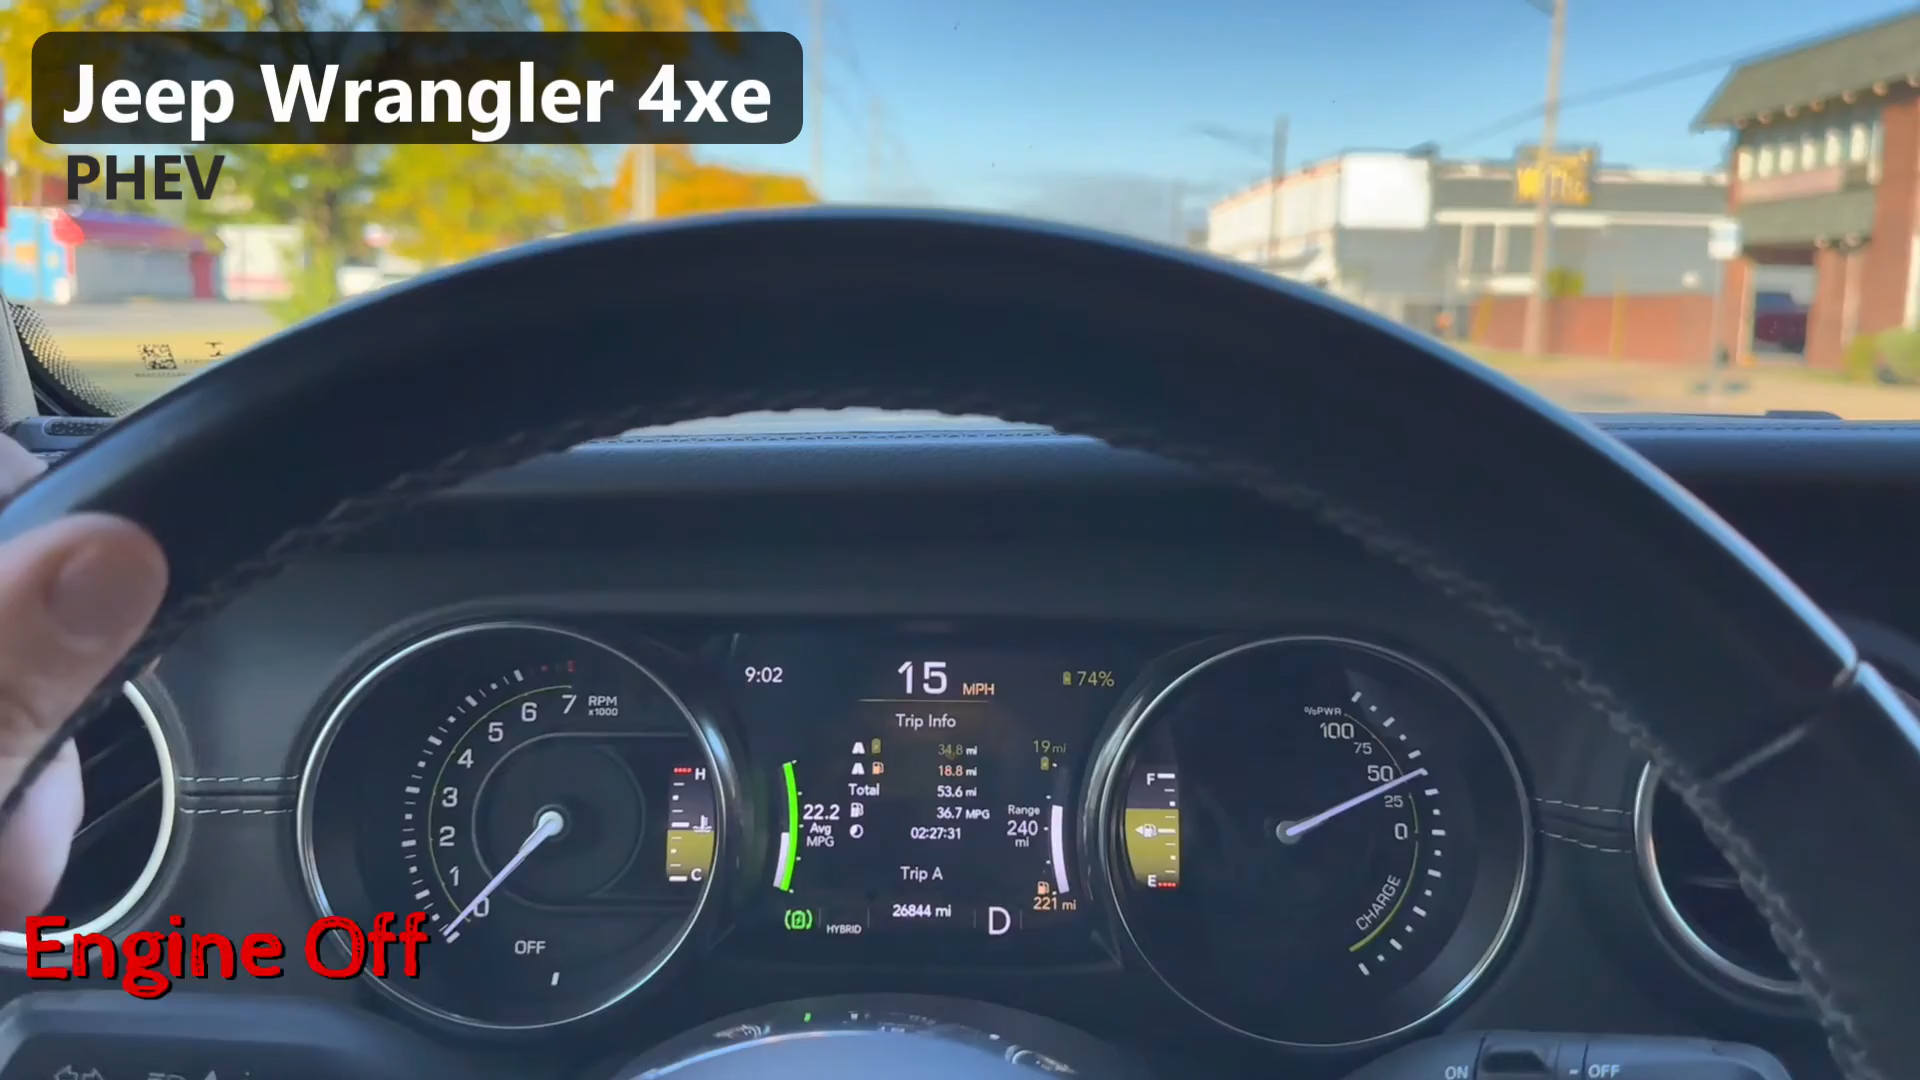 Jeep Wrangler 4xe
PHEV
9:02
15 MPH
74%
Trip Info
34.8 mi
18.8 mi
Total 53.6 mi
36.7 MPG
02:27:31
Trip A
26844 mi
22.2
Avg
MPG
19 mi
Range
240
mi
221 mi
HYBRID
D
7 RPM
x1000
6
5
4
3
2
1
0
OFF
H
C
F
E
%PWR
100
75
50
25
0
CHARGE
Engine Off
ON
- OFF